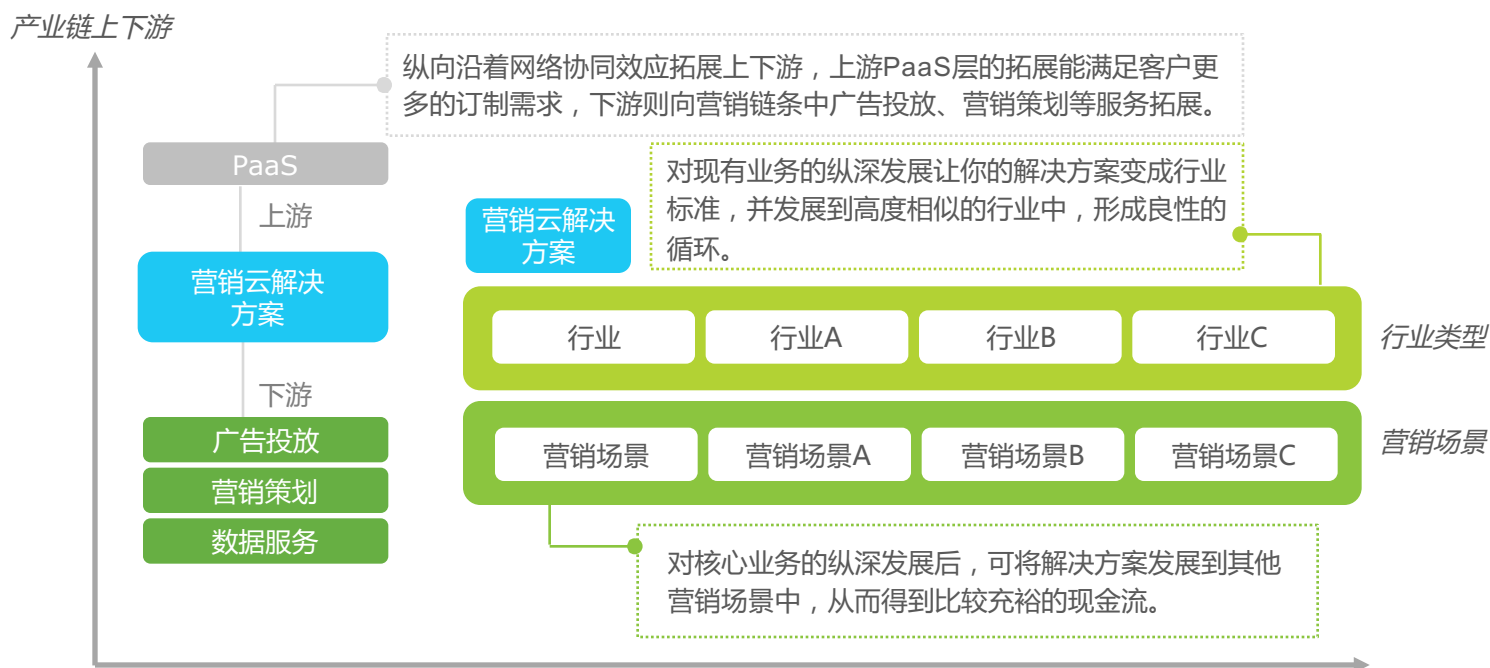 产业链上下游
纵向沿着网络协同效应拓展上下游，上游PaaS层的拓展能满足客户更
多的订制需求，下游则向营销链条中广告投放、营销策划等服务拓展。
PaaS
上游
营销云解决
方案
下游
广告投放
营销策划
数据服务
对现有业务的纵深发展让你的解决方案变成行业
标准，并发展到高度相似的行业中，形成良性的
循环。
营销云解决
方案
行业
行业A
行业B
行业C
行业类型
营销场景
营销场景A
营销场景B
营销场景C
营销场景
对核心业务的纵深发展后，可将解决方案发展到其他
营销场景中，从而得到比较充裕的现金流。